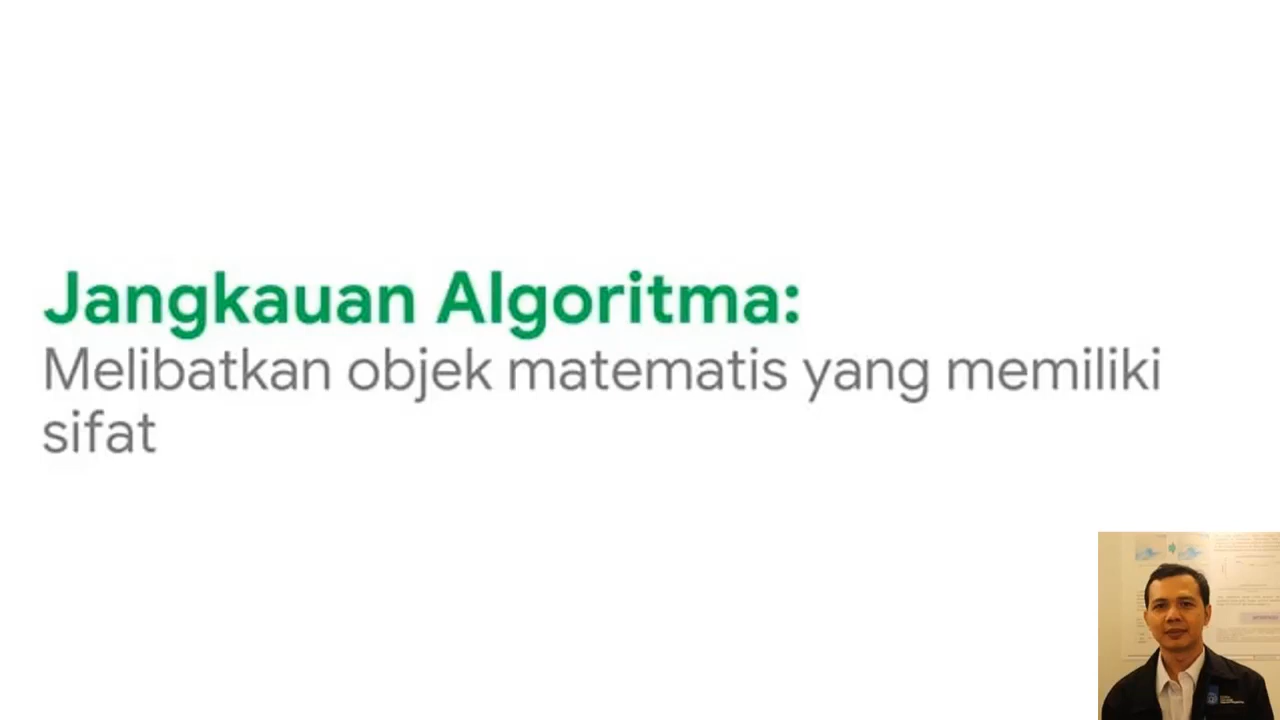 Jangkauan Algoritma:
Melibatkan objek matematis yang memiliki
sifat